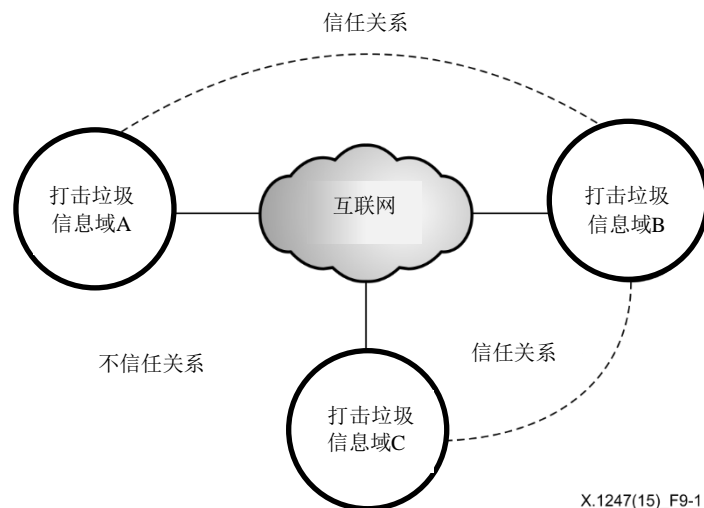 信任关系
打击垃圾
信息域A
互联网
打击垃圾
信息域B
不信任关系
信任关系
打击垃圾
信息域C
X.1247(15)_F9-1